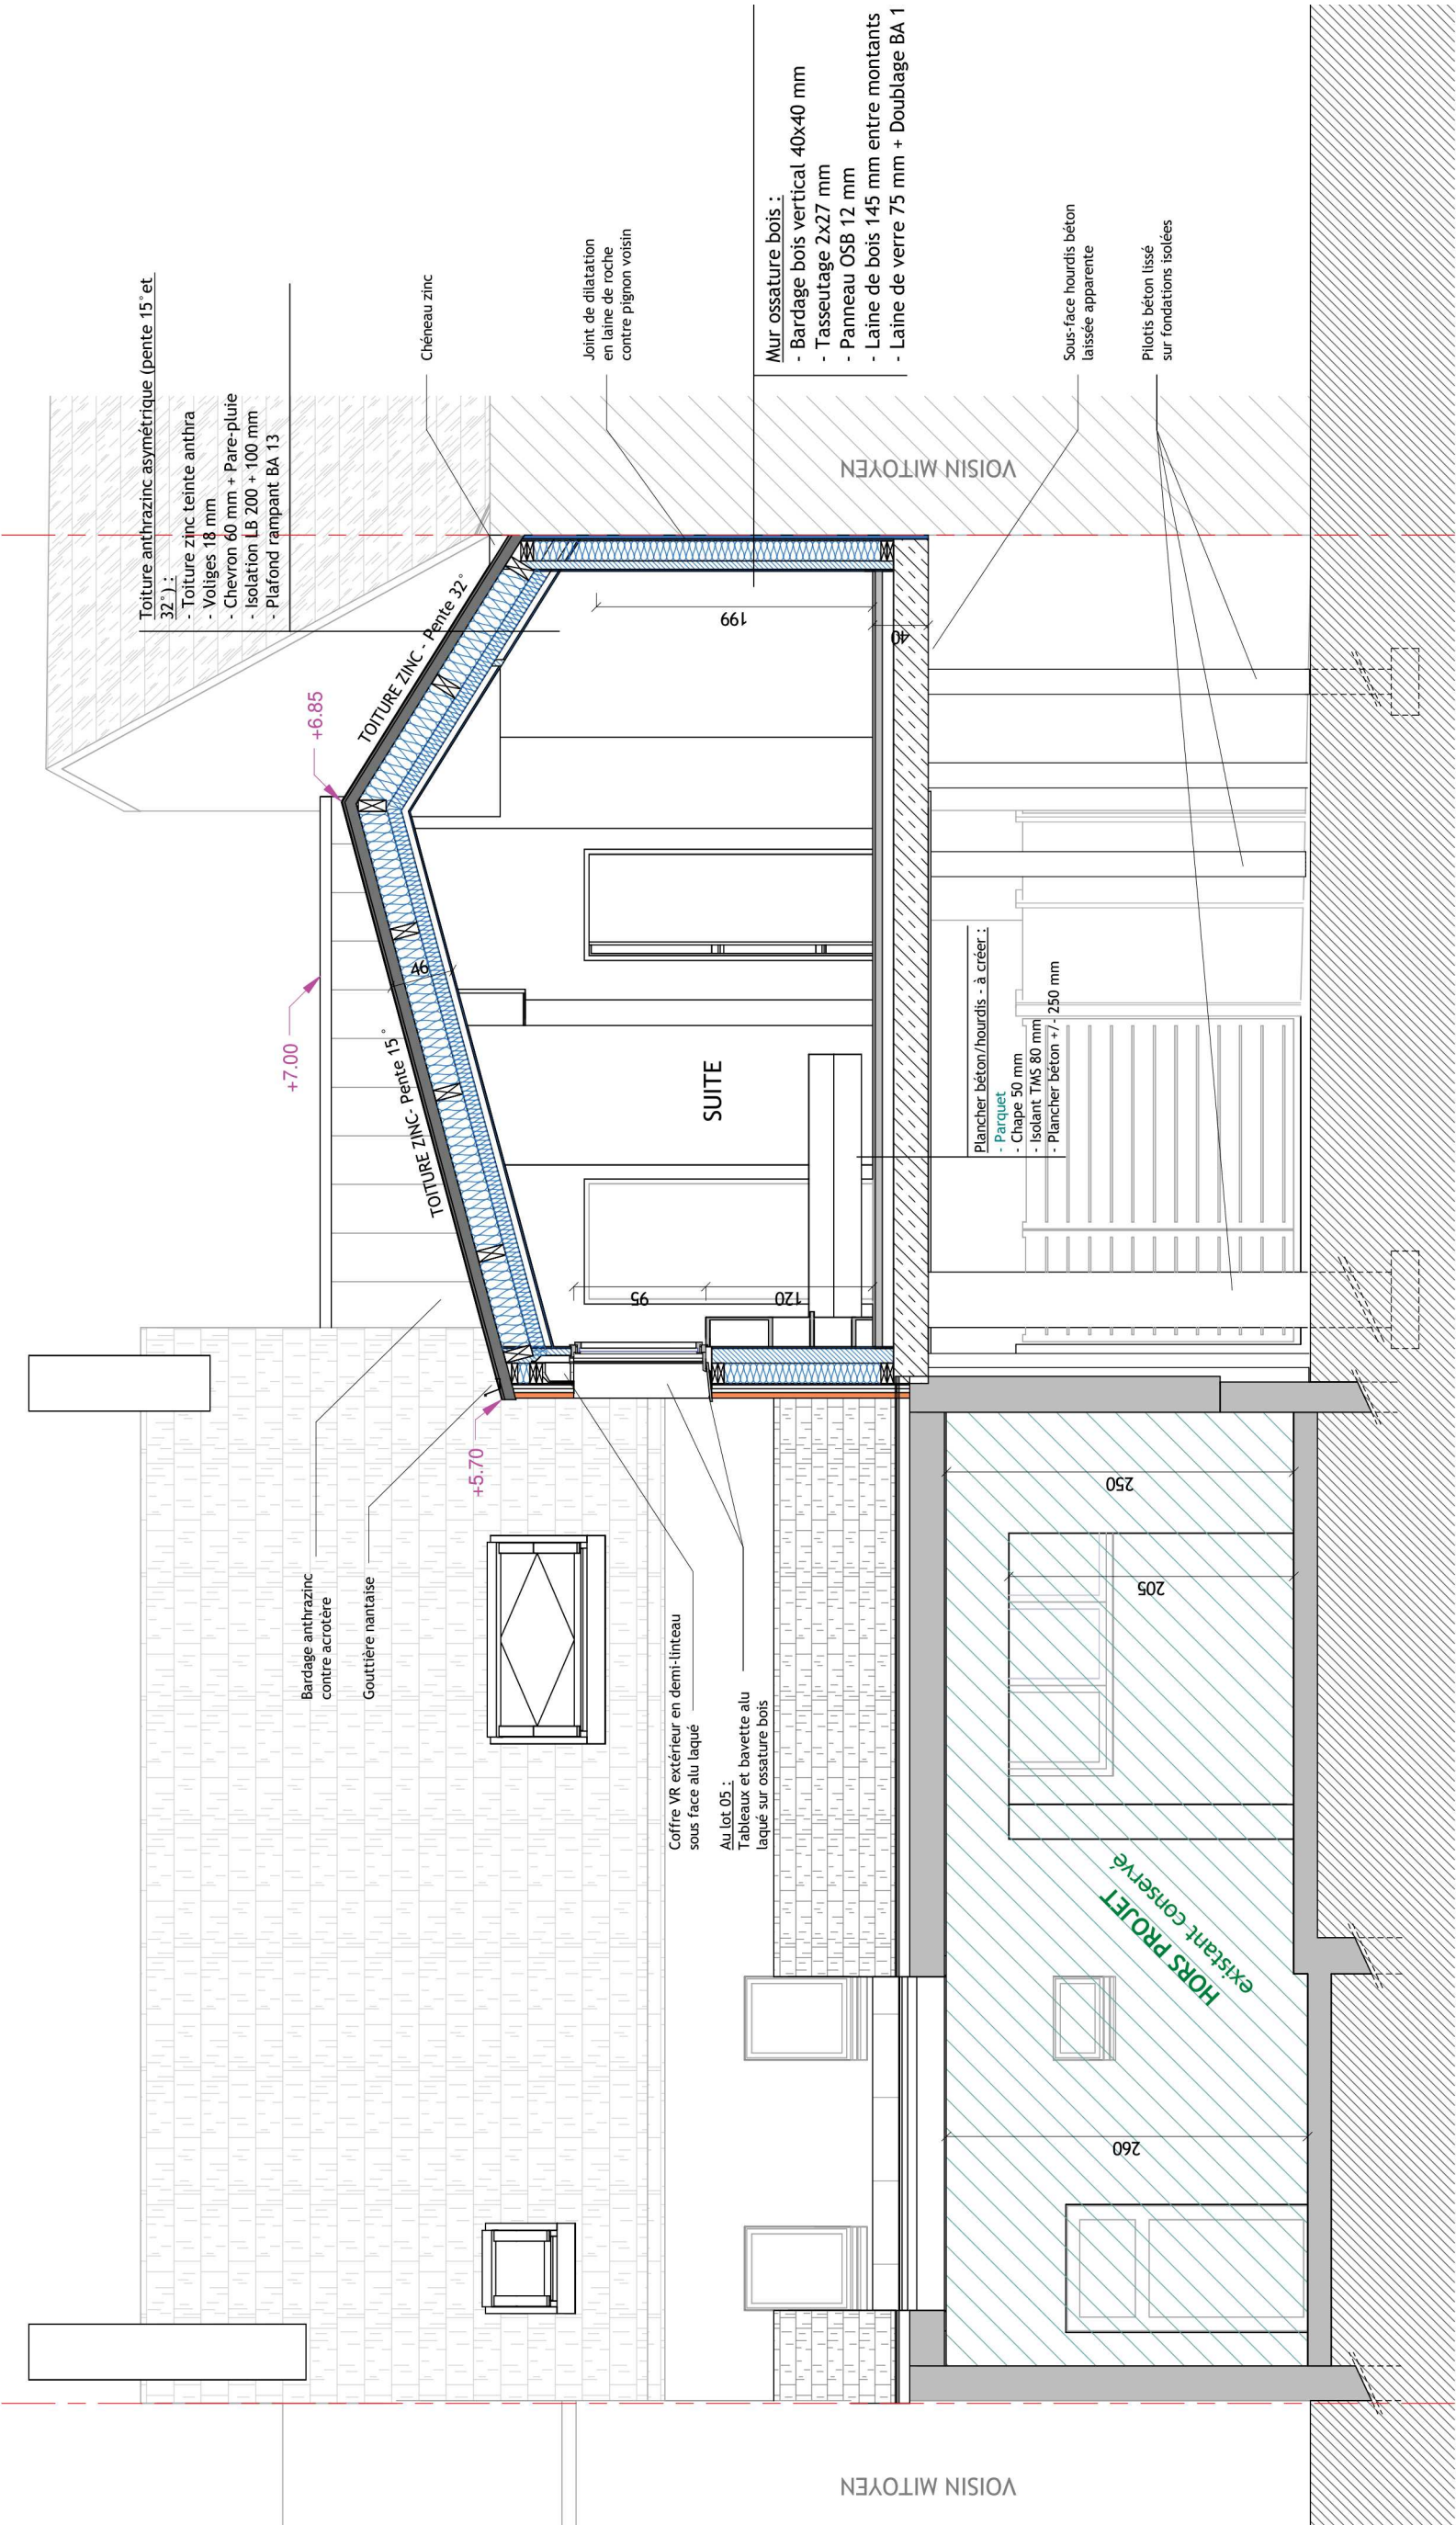 Toiture anthrazinc asymétrique (pente 15° et
32°) :
- Toiture zinc teinte anthra
- Voliges 18 mm
- Chevron 60 mm + Pare-pluie
- Isolation LB 200 + 100 mm
- Plafond rampant BA 13
Chéneau zinc
Joint de dilatation
en laine de roche
contre pignon voisin
Mur ossature bois :
- Bardage bois vertical 40x40 mm
- Tasseutage 2x27 mm
- Panneau OSB 12 mm
- Laine de bois 145 mm entre montants
- Laine de verre 75 mm + Doublage BA 1
Sous-face hourdis béton
laissée apparente
Pilotis béton lissé
sur fondations isolées
VOISIN MITOYEN
TOITURE ZINC - Pente 32°
+6.85
+7.00
TOITURE ZINC- Pente 15°
46
199
40
SUITE
95
120
Plancher béton/hourdis - à créer :
- Parquet
- Chape 50 mm
- Isolant TMS 80 mm
- Plancher béton +/- 250 mm
+5.70
Bardage anthrazinc
contre acrotère
Gouttière nantaise
Coffre VR extérieur en demi-linteau
sous face alu laqué
Au lot 05 :
Tableaux et bavette alu
laqué sur ossature bois
250
205
HORS PROJET
existant conservé
260
VOISIN MITOYEN